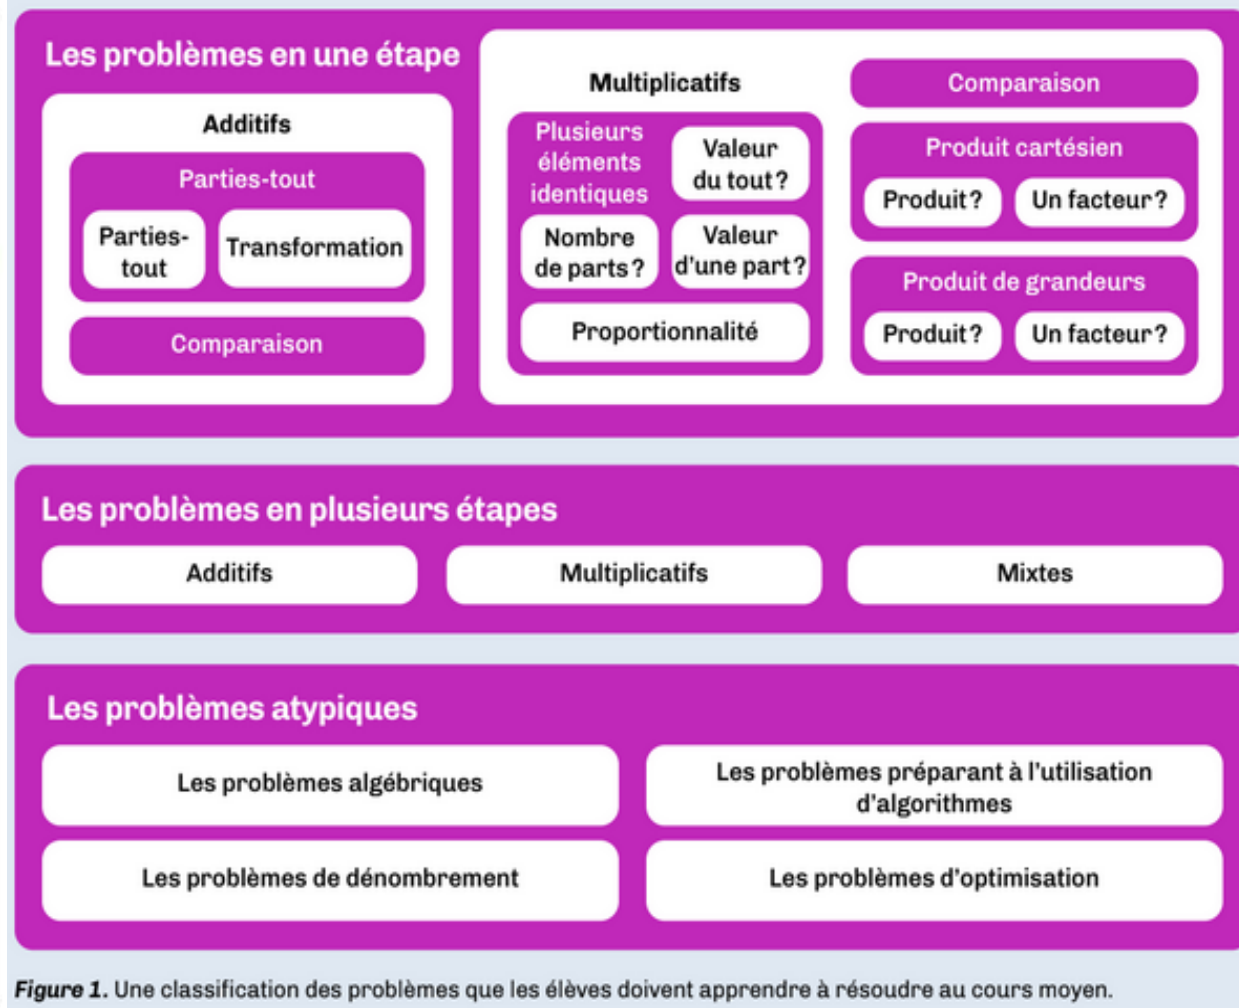 Les problèmes en une étape
Additifs
Parties-tout
Parties-
tout
Transformation
Comparaison
Multiplicatifs
Plusieurs
éléments
identiques
Valeur
du tout ?
Nombre
de parts ?
Valeur
d'une part ?
Proportionnalité
Comparaison
Produit cartésien
Produit ?
Un facteur ?
Produit de grandeurs
Produit ?
Un facteur ?
Les problèmes en plusieurs étapes
Additifs
Multiplicatifs
Mixtes
Les problèmes atypiques
Les problèmes algébriques
Les problèmes préparant à l'utilisation
d'algorithmes
Les problèmes de dénombrement
Les problèmes d'optimisation
Figure 1. Une classification des problèmes que les élèves doivent apprendre à résoudre au cours moyen.